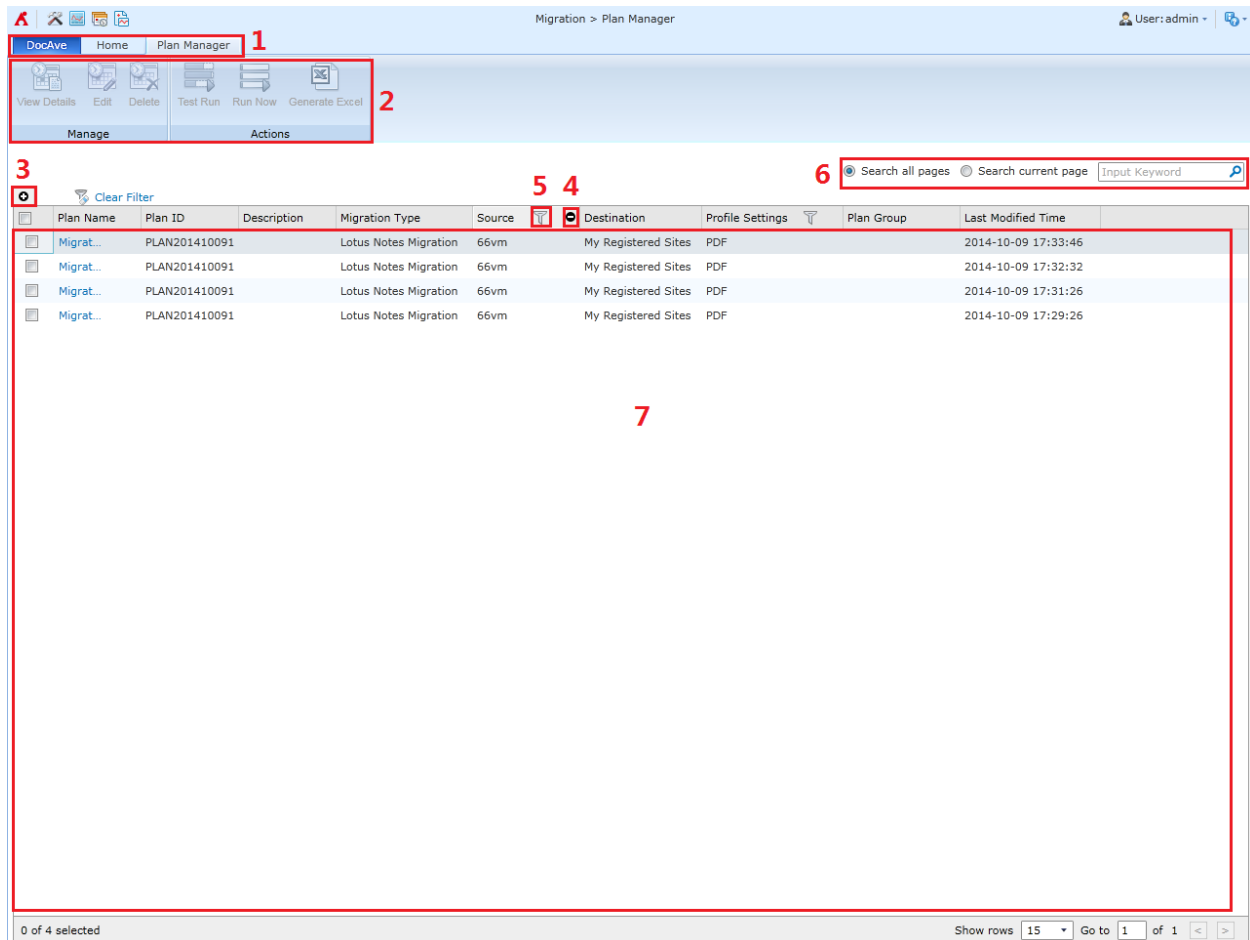 Migration > Plan Manager
User: admin
DocAve Home Plan Manager 1
View Details Edit Delete Test Run Run Now Generate Excel 2
Manage Actions
3 5 4 6 Search all pages Search current page Input Keyword
Clear Filter
Plan Name Plan ID Description Migration Type Source Destination Profile Settings Plan Group Last Modified Time
Migrat... PLAN201410091 Lotus Notes Migration 66vm My Registered Sites PDF 2014-10-09 17:33:46
Migrat... PLAN201410091 Lotus Notes Migration 66vm My Registered Sites PDF 2014-10-09 17:32:32
Migrat... PLAN201410091 Lotus Notes Migration 66vm My Registered Sites PDF 2014-10-09 17:31:26
Migrat... PLAN201410091 Lotus Notes Migration 66vm My Registered Sites PDF 2014-10-09 17:29:26
7
0 of 4 selected Show rows 15 Go to 1 of 1 < >